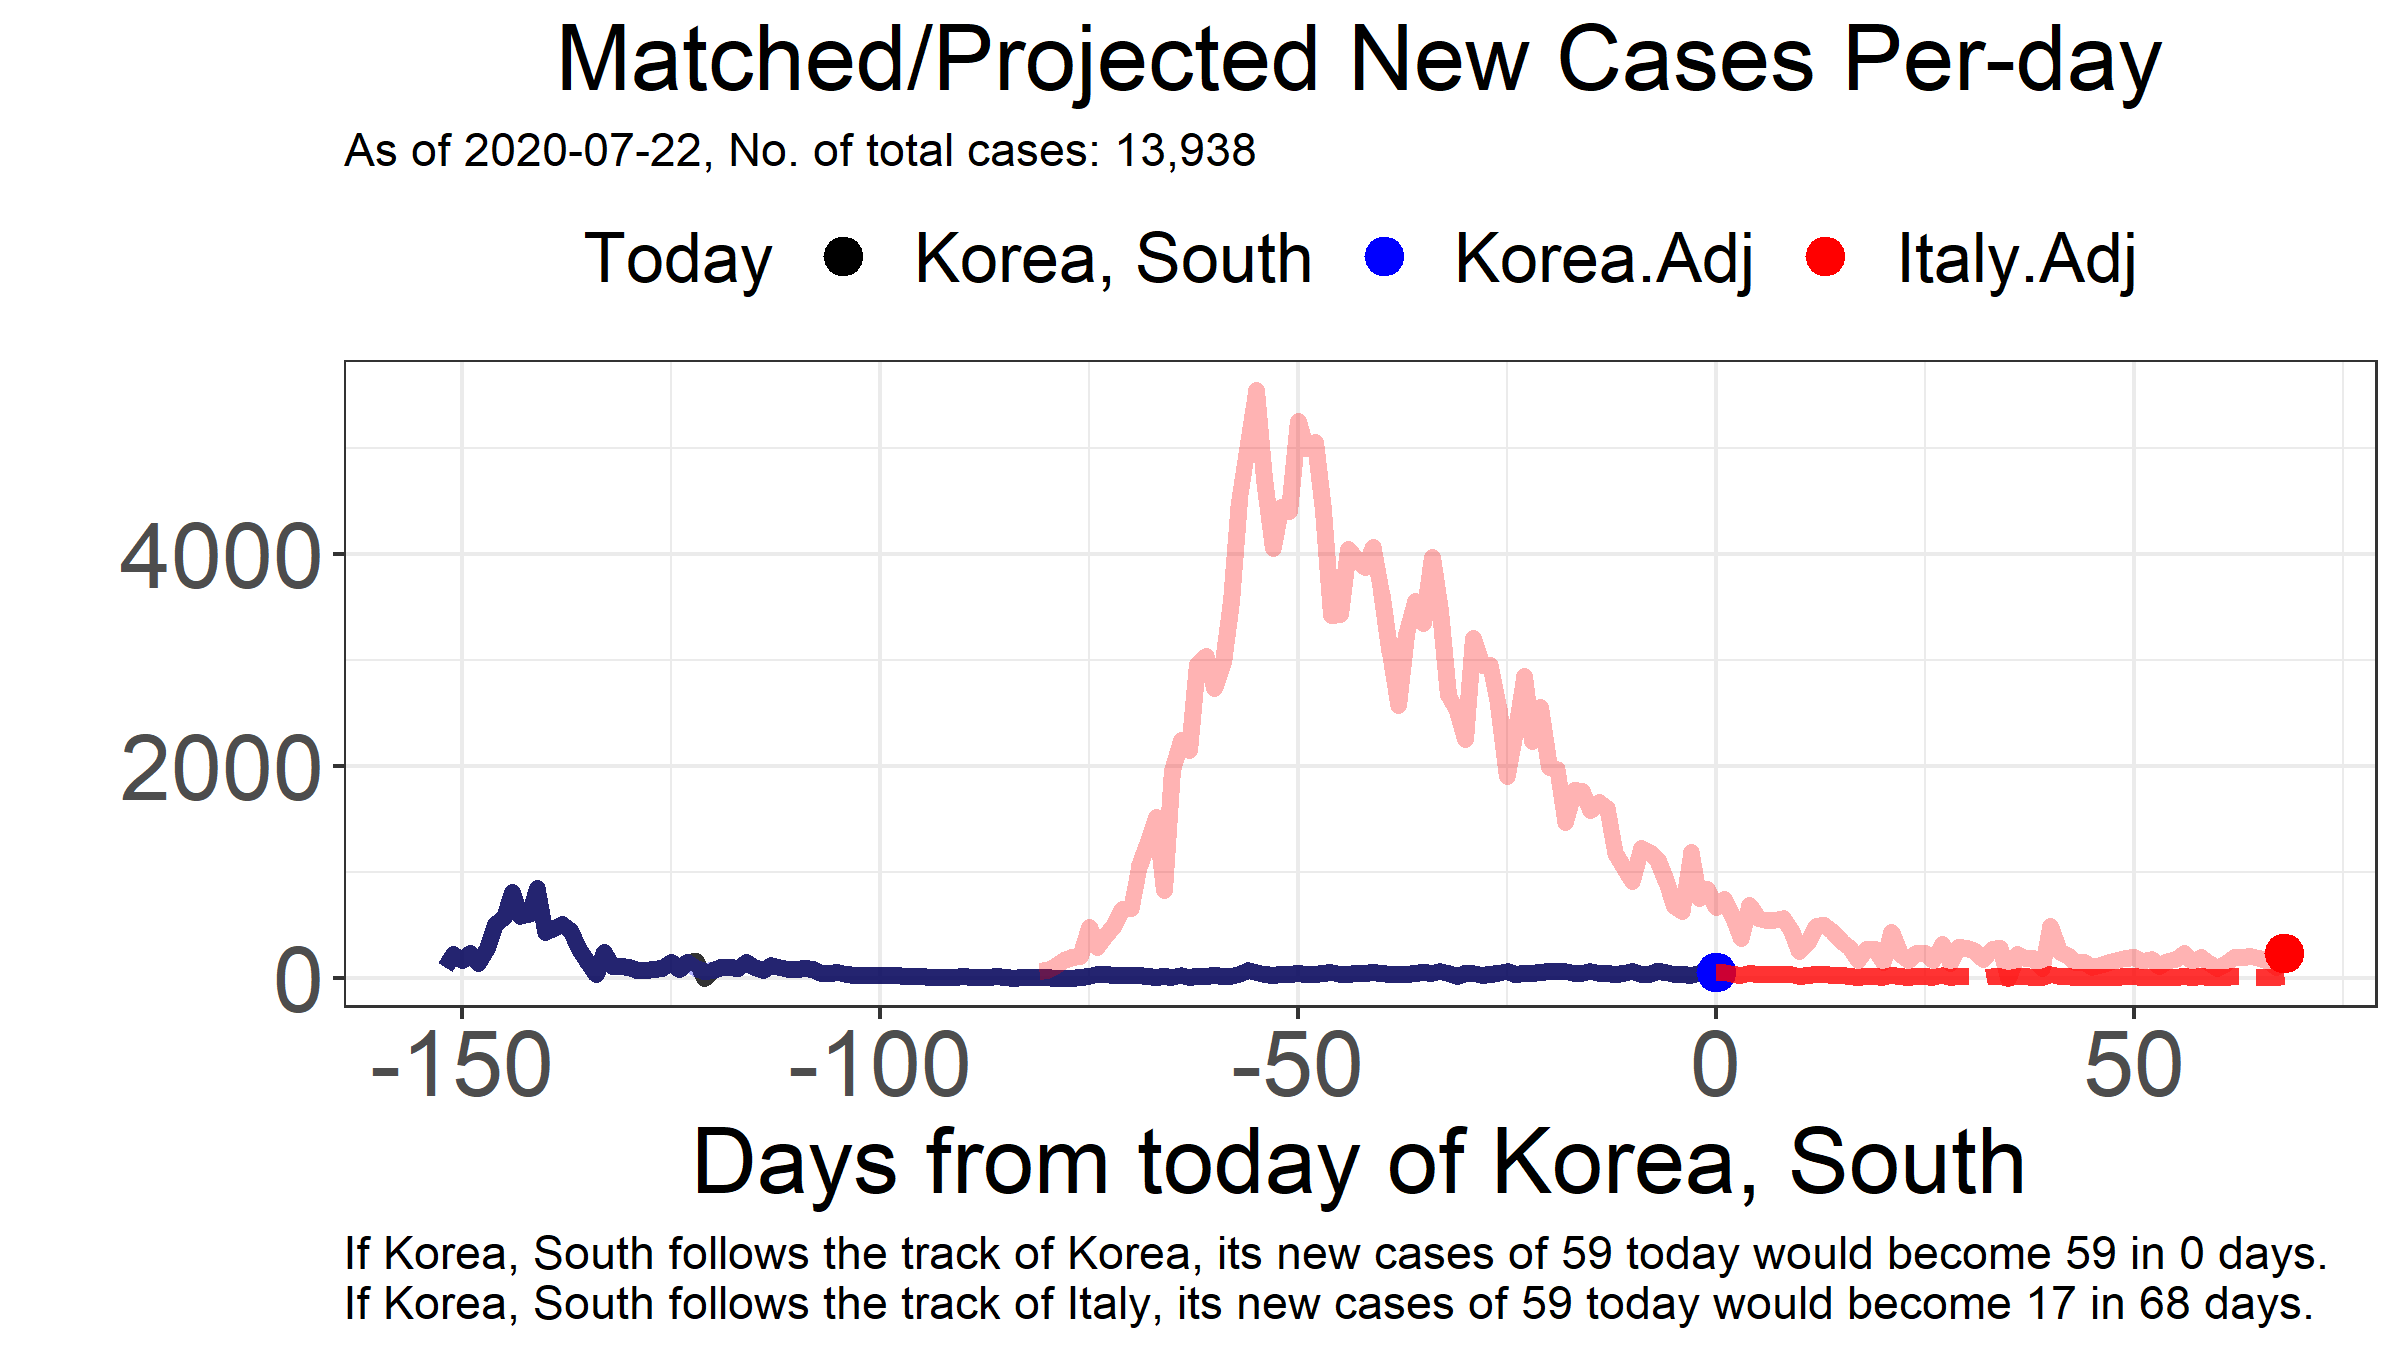 Matched/Projected New Cases Per-day
As of 2020-07-22, No. of total cases: 13,938
Today Korea, South Korea.Adj Italy.Adj
4000
2000
0
-150 -100 -50 0 50
Days from today of Korea, South
If Korea, South follows the track of Korea, its new cases of 59 today would become 59 in 0 days.
If Korea, South follows the track of Italy, its new cases of 59 today would become 17 in 68 days.